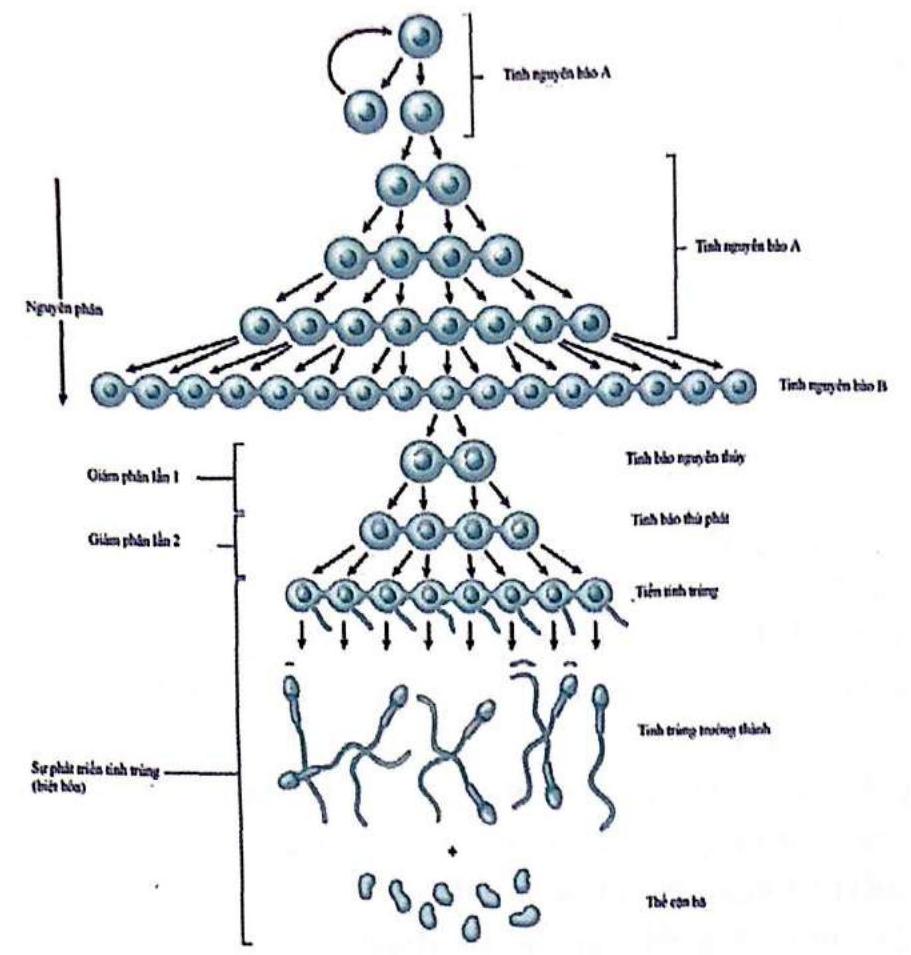 Tinh nguyên bào A
Tinh nguyên bào A
Nguyên phân
Tinh nguyên bào B
Giảm phân lần 1
Tinh bào nguyên thủy
Tinh bào thứ phát
Giảm phân lần 2
Tiền tinh trùng
Tinh trùng trưởng thành
Sự phát triển tinh trùng
(biệt hóa)
+
Thể cặn bã